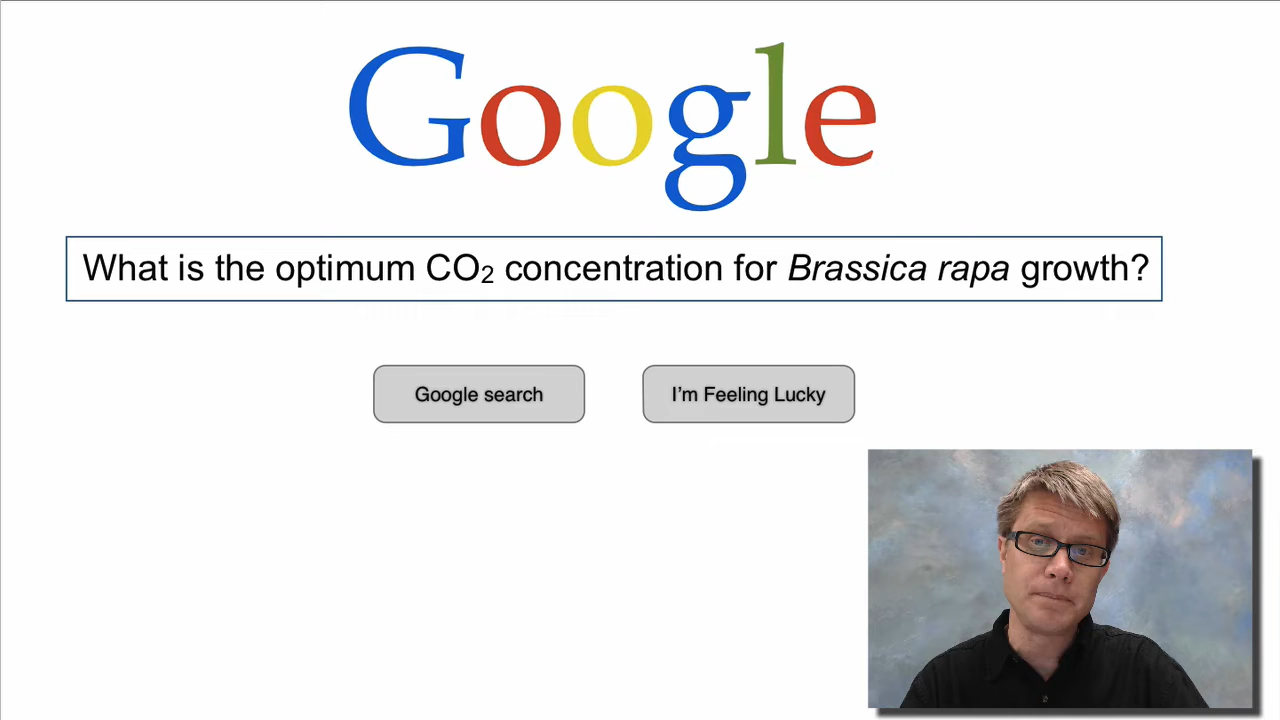 Google
What is the optimum CO₂ concentration for Brassica rapa growth?
Google search
I'm Feeling Lucky